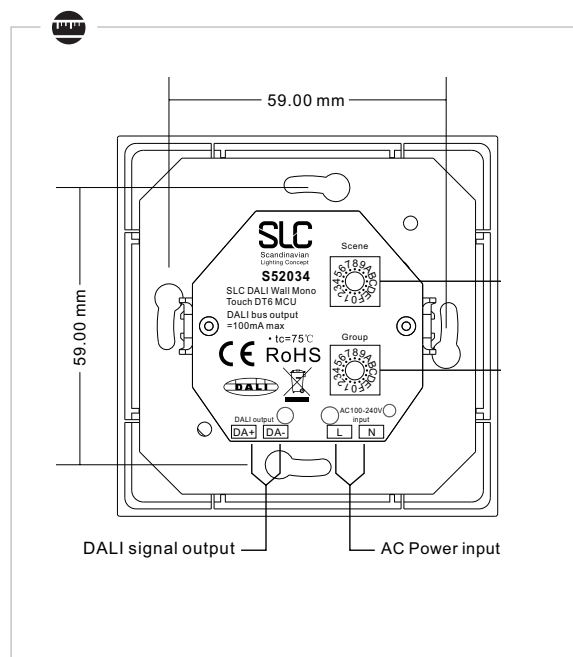 59.00 mm
59.00 mm
SLC
Scandinavian
Lighting Concept
S52034
SLC DALI Wall Mono
Touch DT6 MCU
DALI bus output
=100mA max
• tc=75℃
CE RoHS
DALI
Scene
0123456789ABCDEF
Group
0123456789ABCDEF
DALI output
DA+ DA-
AC100-240V
input
L N
DALI signal output
AC Power input